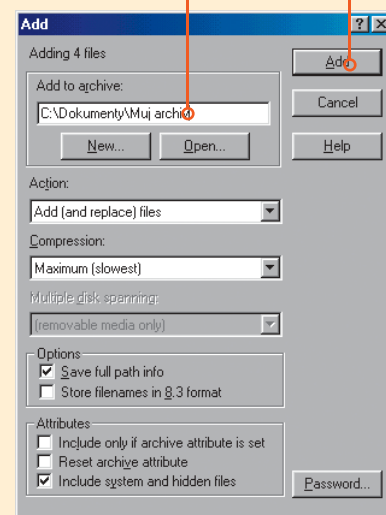 Add
Adding 4 files
Add
Add to archive:
C:\Dokumenty\Muj archiv
Cancel
New...
Open...
Help
Action:
Add (and replace) files
Compression:
Maximum (slowest)
Multiple disk spanning:
(removable media only)
Options
Save full path info
Store filenames in 8.3 format
Attributes
Include only if archive attribute is set
Reset archive attribute
Include system and hidden files
Password...